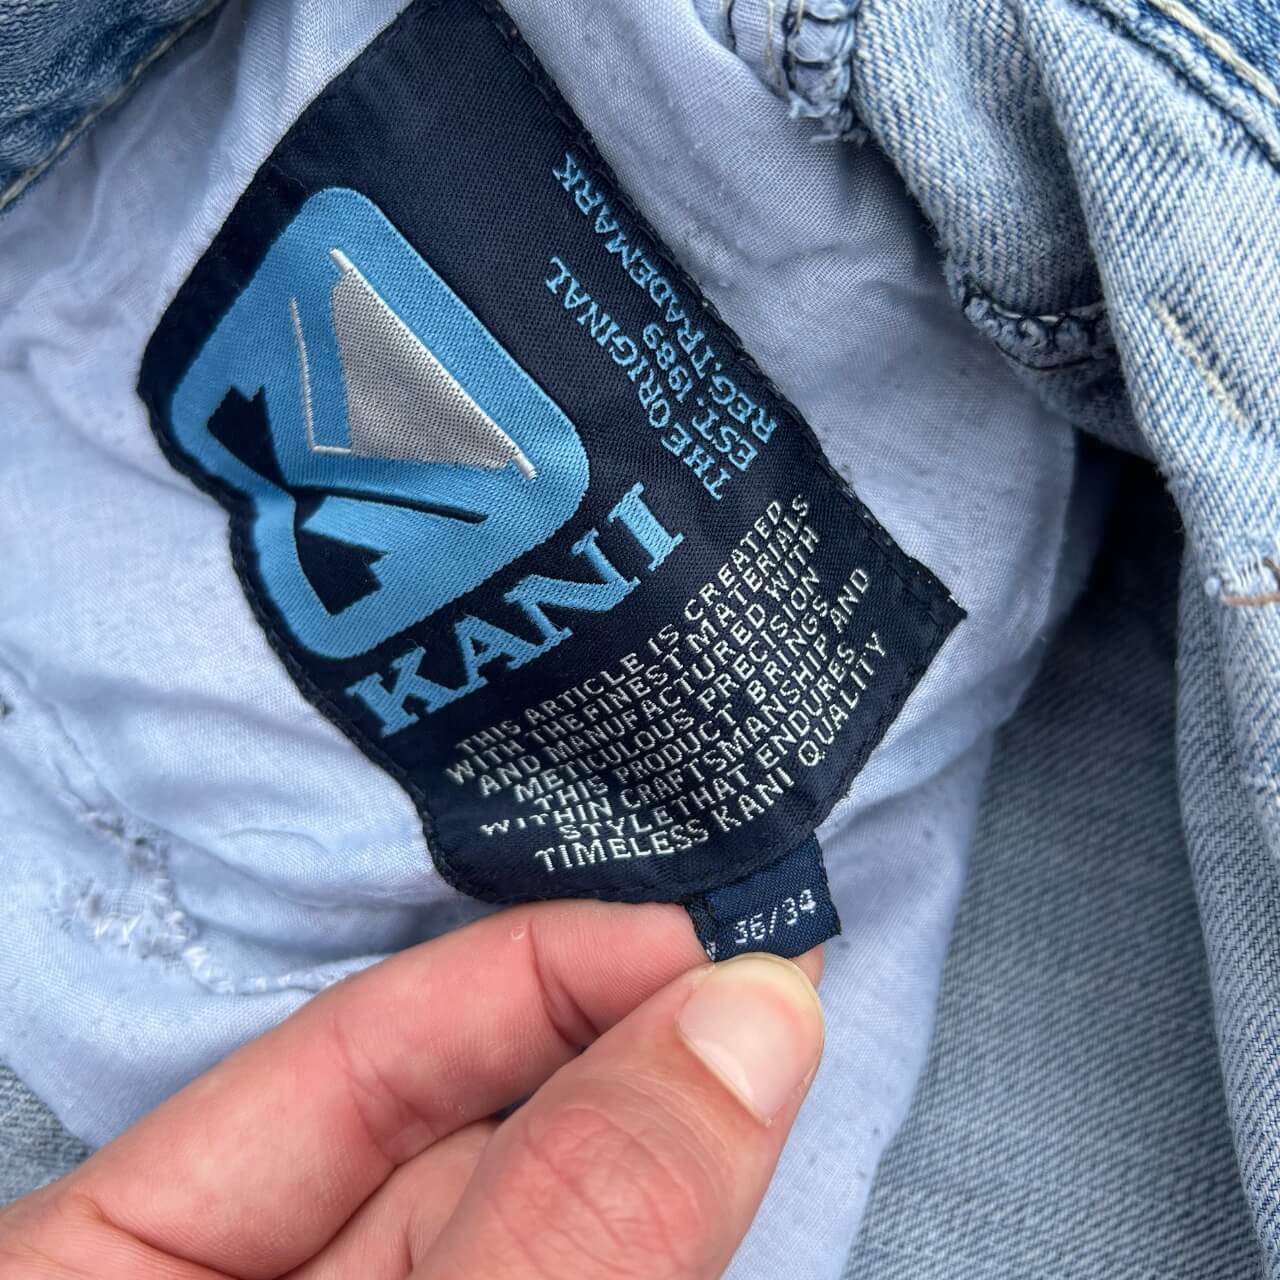 KANI
THE ORIGINAL
EST. 1989
REG.TRADEMARK
THIS ARTICLE IS CREATED
WITH THE FINEST MATERIALS
AND MANUFACTURED WITH
METICULOUS PRECISION
THIS PRODUCT BRINGS
WITHIN CRAFTSMANSHIP AND
STYLE THAT ENDURES
TIMELESS KANI QUALITY
36/34